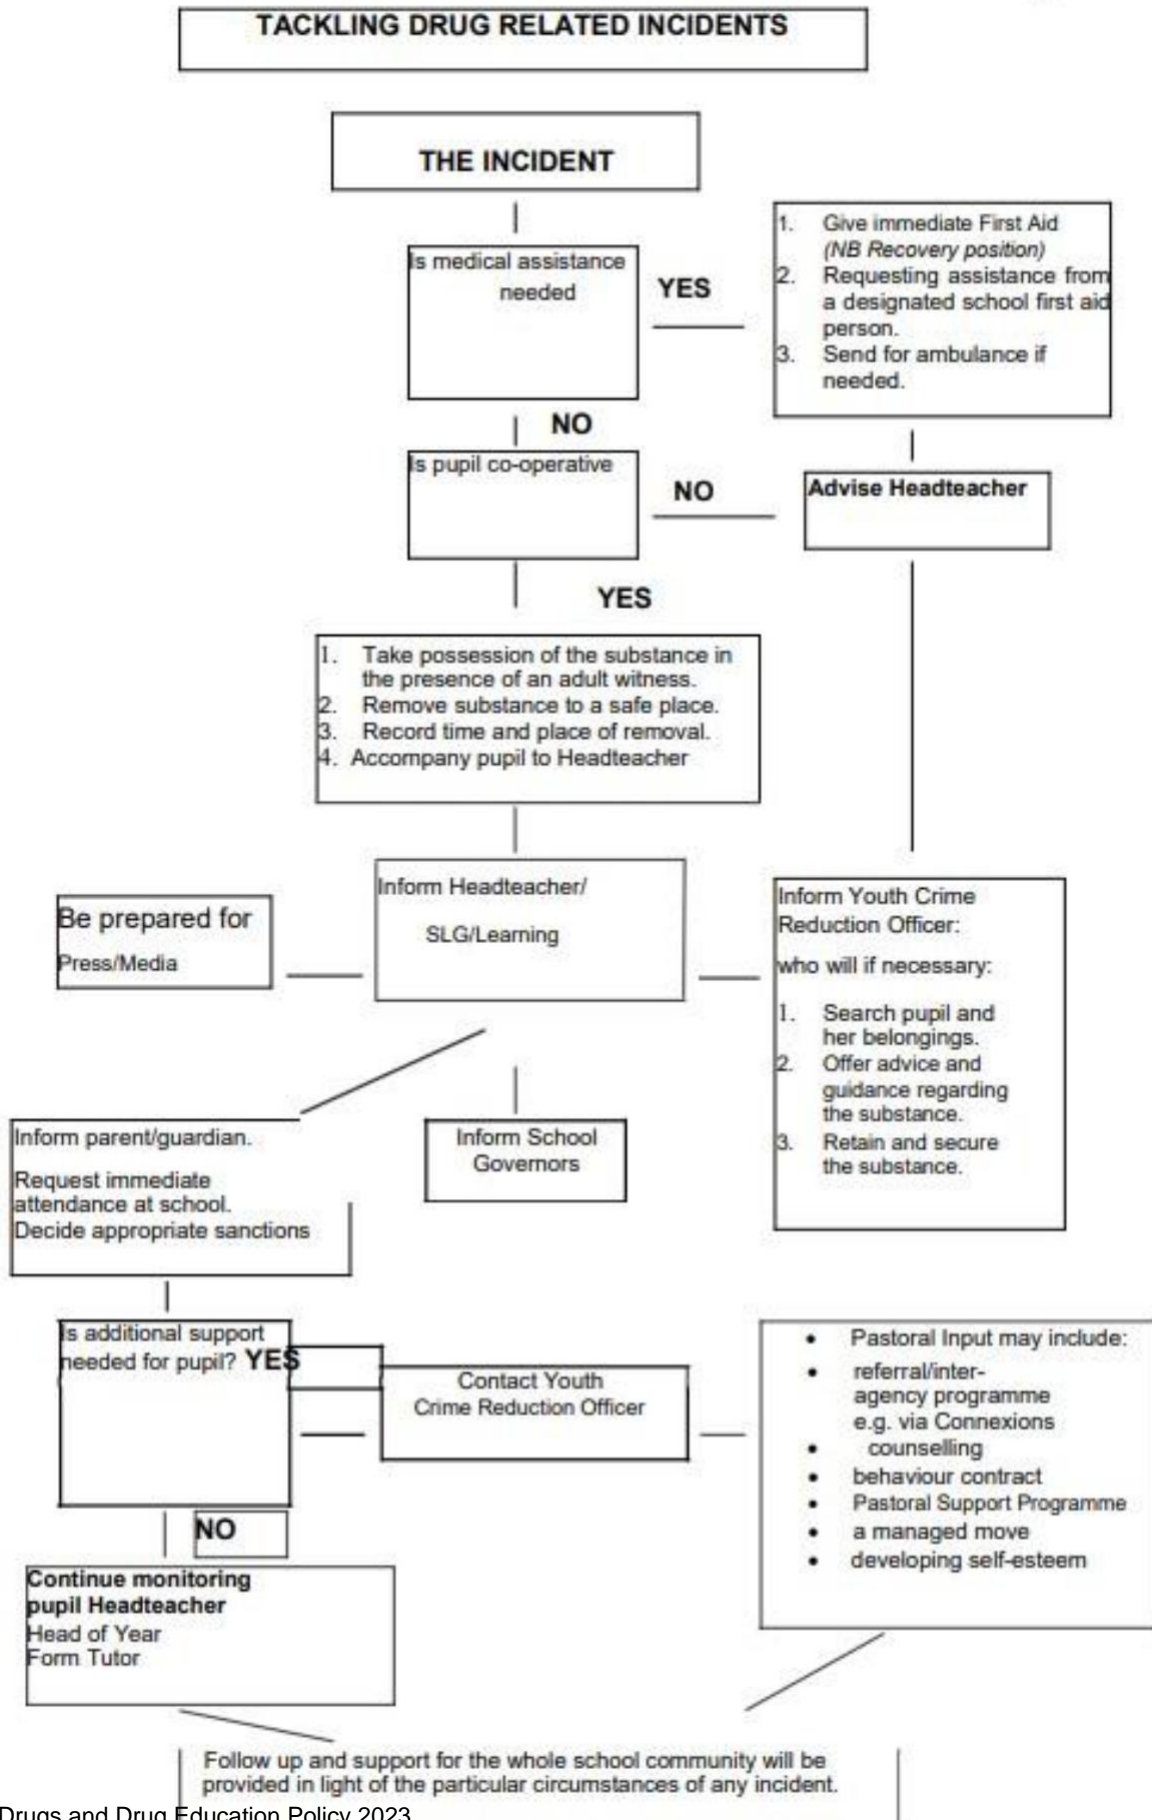 TACKLING DRUG RELATED INCIDENTS
THE INCIDENT
Is medical assistance
needed
YES
1. Give immediate First Aid
(NB Recovery position)
2. Requesting assistance from
a designated school first aid
person.
3. Send for ambulance if
needed.
NO
Is pupil co-operative
NO
Advise Headteacher
YES
1. Take possession of the substance in
the presence of an adult witness.
2. Remove substance to a safe place.
3. Record time and place of removal.
4. Accompany pupil to Headteacher
Inform Headteacher/
SLG/Learning
Be prepared for
Press/Media
Inform Youth Crime
Reduction Officer:
who will if necessary:
1. Search pupil and
her belongings.
2. Offer advice and
guidance regarding
the substance.
3. Retain and secure
the substance.
Inform parent/guardian.
Request immediate
attendance at school.
Decide appropriate sanctions
Inform School
Governors
Is additional support
needed for pupil? YES
Contact Youth
Crime Reduction Officer
• Pastoral Input may include:
• referral/inter-
agency programme
e.g. via Connexions
• counselling
• behaviour contract
• Pastoral Support Programme
• a managed move
• developing self-esteem
NO
Continue monitoring
pupil Headteacher
Head of Year
Form Tutor
Follow up and support for the whole school community will be
provided in light of the particular circumstances of any incident.
Drugs and Drug Education Policy 2023